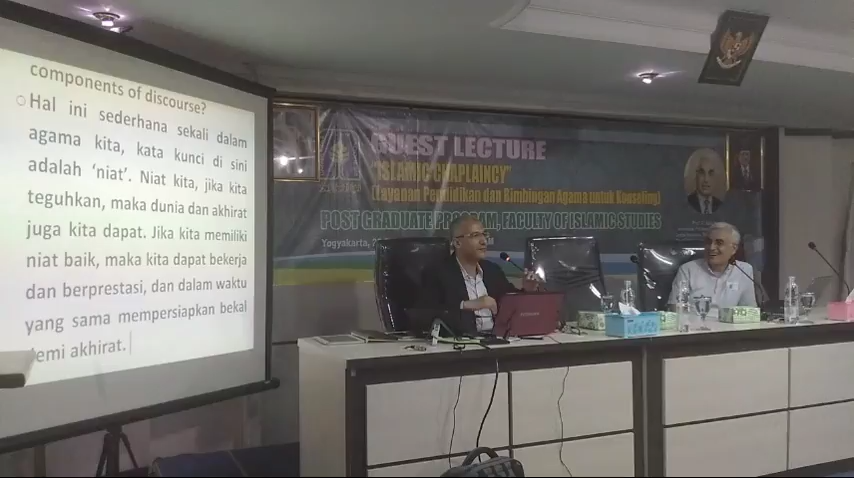 components of discourse?
Hal ini sederhana sekali dalam
agama kita, kata kunci di sini
adalah ‘niat’. Niat kita, jika kita
teguhkan, maka dunia dan akhirat
juga kita dapat. Jika kita memiliki
niat baik, maka kita dapat bekerja
dan berprestasi, dan dalam waktu
yang sama mempersiapkan bekal
demi akhirat.
GUEST LECTURE
"ISLAMIC CHAPLAINCY"
(Layanan Pendidikan dan Bimbingan Agama untuk Konseling)
POST GRADUATE PROGRAM, FACULTY OF ISLAMIC STUDIES
Yogyakarta,